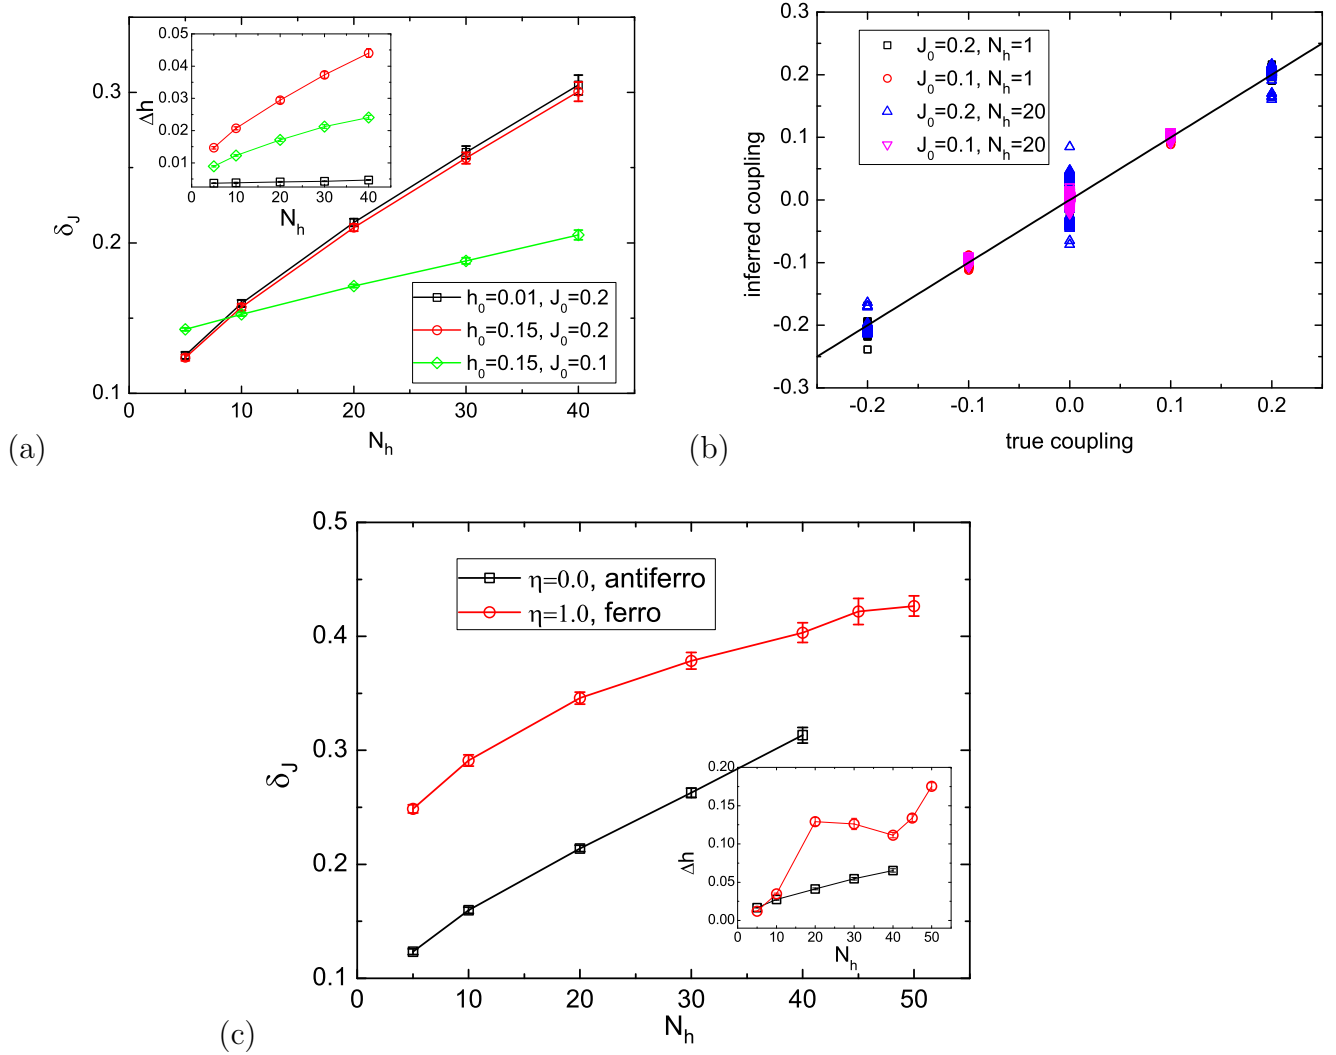 0.05
0.04
0.03
0.02
0.01
Δh
0 10 20 30 40
N_h
0.3
0.2
0.1
δ_J
h_0=0.01, J_0=0.2
h_0=0.15, J_0=0.2
h_0=0.15, J_0=0.1
0 10 20 30 40
N_h
(a)
0.3
0.2
0.1
0.0
-0.1
-0.2
-0.3
inferred coupling
J_0=0.2, N_h=1
J_0=0.1, N_h=1
J_0=0.2, N_h=20
J_0=0.1, N_h=20
-0.2 -0.1 0.0 0.1 0.2
true coupling
(b)
0.5
0.4
0.3
0.2
0.1
δ_J
η=0.0, antiferro
η=1.0, ferro
0.20
0.15
0.10
0.05
0.00
Δh
0 10 20 30 40 50
N_h
0 10 20 30 40 50
N_h
(c)